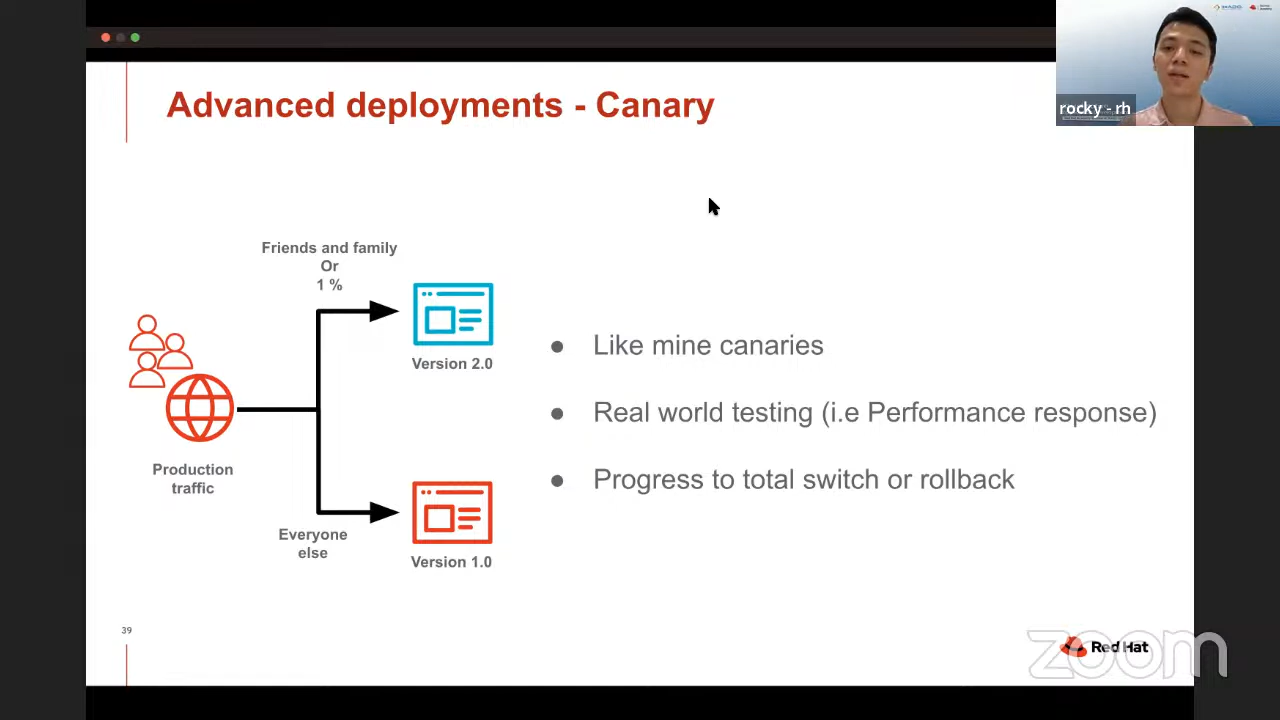 Advanced deployments - Canary
rocky - rh
Friends and family
Or
1 %
Version 2.0
Production
traffic
Everyone
else
Version 1.0
● Like mine canaries
● Real world testing (i.e Performance response)
● Progress to total switch or rollback
39
Red Hat
zoom